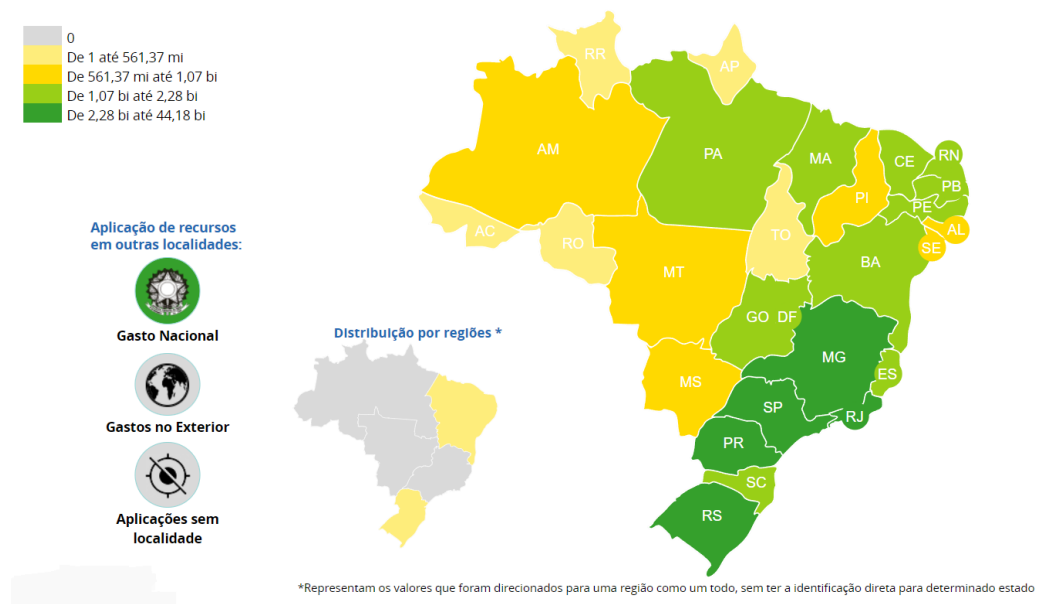 0
De 1 até 561,37 mi
De 561,37 mi até 1,07 bi
De 1,07 bi até 2,28 bi
De 2,28 bi até 44,18 bi
RR
AP
AM
PA
MA
CE
RN
PI
PB
PE
AC
RO
TO
AL
SE
MT
BA
GO
DF
MG
MS
ES
SP
RJ
PR
SC
RS
Aplicação de recursos
em outras localidades:
Gasto Nacional
Gastos no Exterior
Aplicações sem
localidade
Distribuição por regiões *
*Representam os valores que foram direcionados para uma região como um todo, sem ter a identificação direta para determinado estado